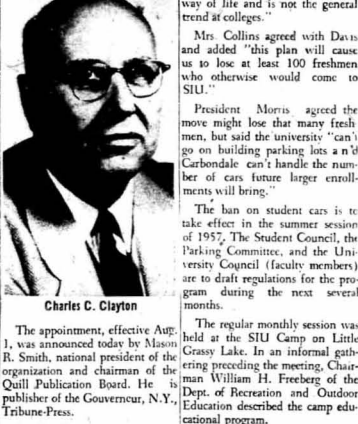 Charles C. Clayton
The appointment, effective Aug.
1, was announced today by Mason
R. Smith, national president of the
organization and chairman of the
Quill Publication Board. He is
publisher of the Gouverneur, N.Y.,
Tribune-Press.
way of life and is not the general
trend at colleges."
Mrs. Collins agreed with Davis
and added "this plan will cause
us to lose at least 100 freshmen
who otherwise would come to
SIU."
President Morris agreed the
move might lose that many fresh-
men, but said the university "can't
go on building parking lots and
Carbondale can't handle the num-
ber of cars future larger enroll-
ments will bring."
The ban on student cars is to
take effect in the summer session
of 1957. The Student Council, the
Parking Committee, and the Uni-
versity Council (faculty members)
are to draft regulations for the pro-
gram during the next several
months.
The regular monthly session was
held at the SIU Camp on Little
Grassy Lake. In an informal gath-
ering preceding the meeting, Chair-
man William H. Freeberg of the
Dept. of Recreation and Outdoor
Education described the camp edu-
cational program.